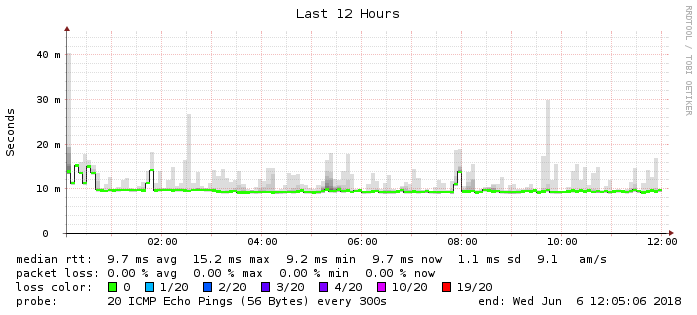 Last 12 Hours
RRDTOOL / TOBI OETIKER
Seconds
40 m
30 m
20 m
10 m
0
02:00 04:00 06:00 08:00 10:00 12:00
median rtt: 9.7 ms avg 15.2 ms max 9.2 ms min 9.7 ms now 1.1 ms sd 9.1 am/s
packet loss: 0.00 % avg 0.00 % max 0.00 % min 0.00 % now
loss color: 0 1/20 2/20 3/20 4/20 10/20 19/20
probe: 20 ICMP Echo Pings (56 Bytes) every 300s end: Wed Jun 6 12:05:06 2018